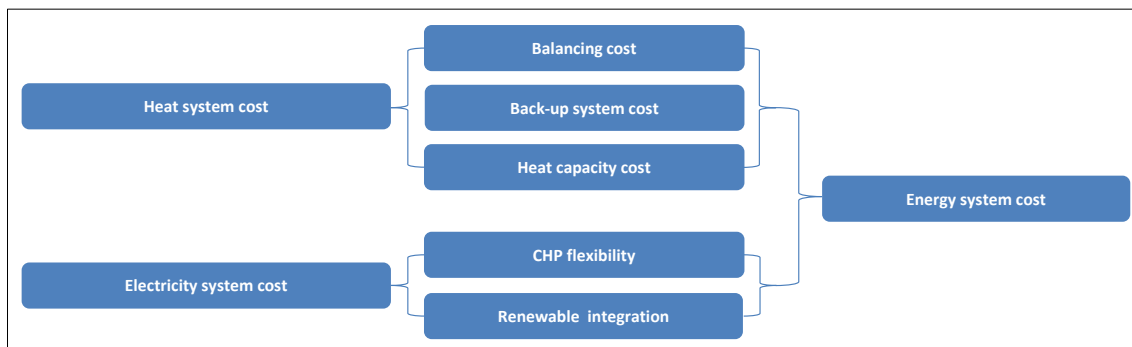 Balancing cost
Heat system cost
Back-up system cost
Heat capacity cost
Energy system cost
CHP flexibility
Electricity system cost
Renewable  integration